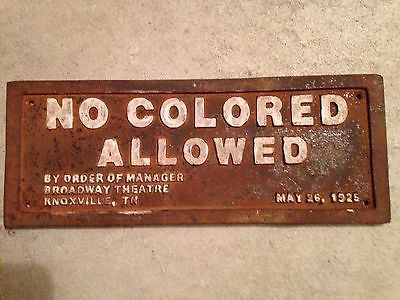 NO COLORED
ALLOWED
BY ORDER OF MANAGER
BROADWAY THEATRE
KNOXVILLE, TN
MAY 26, 1925